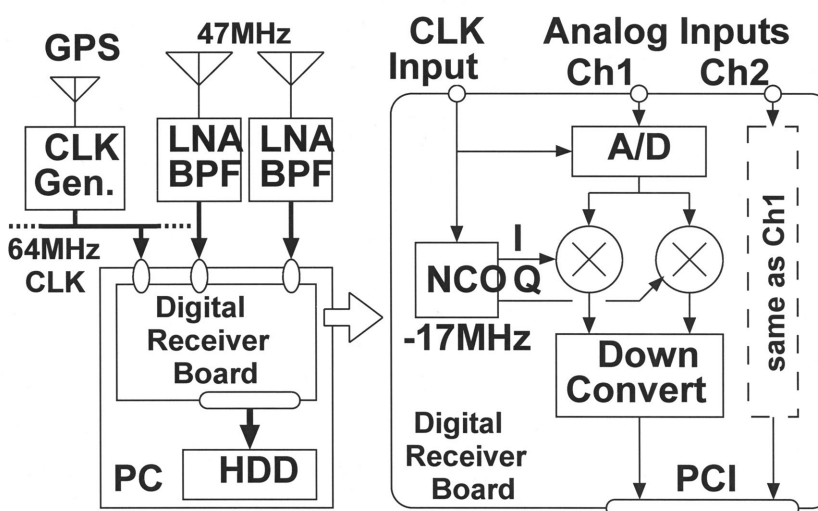 GPS
47MHz
CLK
Gen.
LNA
BPF
LNA
BPF
64MHz
CLK
Digital
Receiver
Board
PC
HDD
CLK
Input
Analog Inputs
Ch1
Ch2
A/D
NCO
I
Q
-17MHz
same as Ch1
Down
Convert
Digital
Receiver
Board
PCI